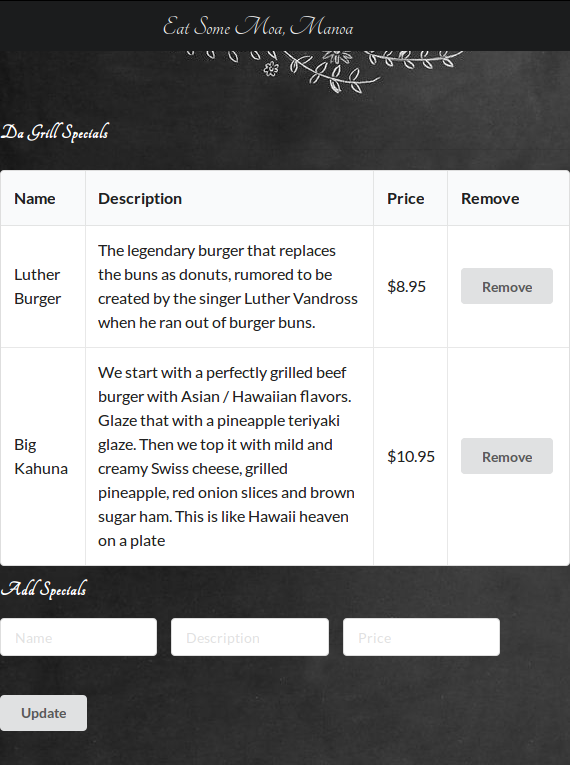 Eat Some Moa, Manoa
Da Grill Specials
Name Description Price Remove
Luther Burger
The legendary burger that replaces
the buns as donuts, rumored to be
created by the singer Luther Vandross
when he ran out of burger buns.
$8.95
Remove
Big Kahuna
We start with a perfectly grilled beef
burger with Asian / Hawaiian flavors.
Glaze that with a pineapple teriyaki
glaze. Then we top it with mild and
creamy Swiss cheese, grilled
pineapple, red onion slices and brown
sugar ham. This is like Hawaii heaven
on a plate
$10.95
Remove
Add Specials
Name Description Price
Update